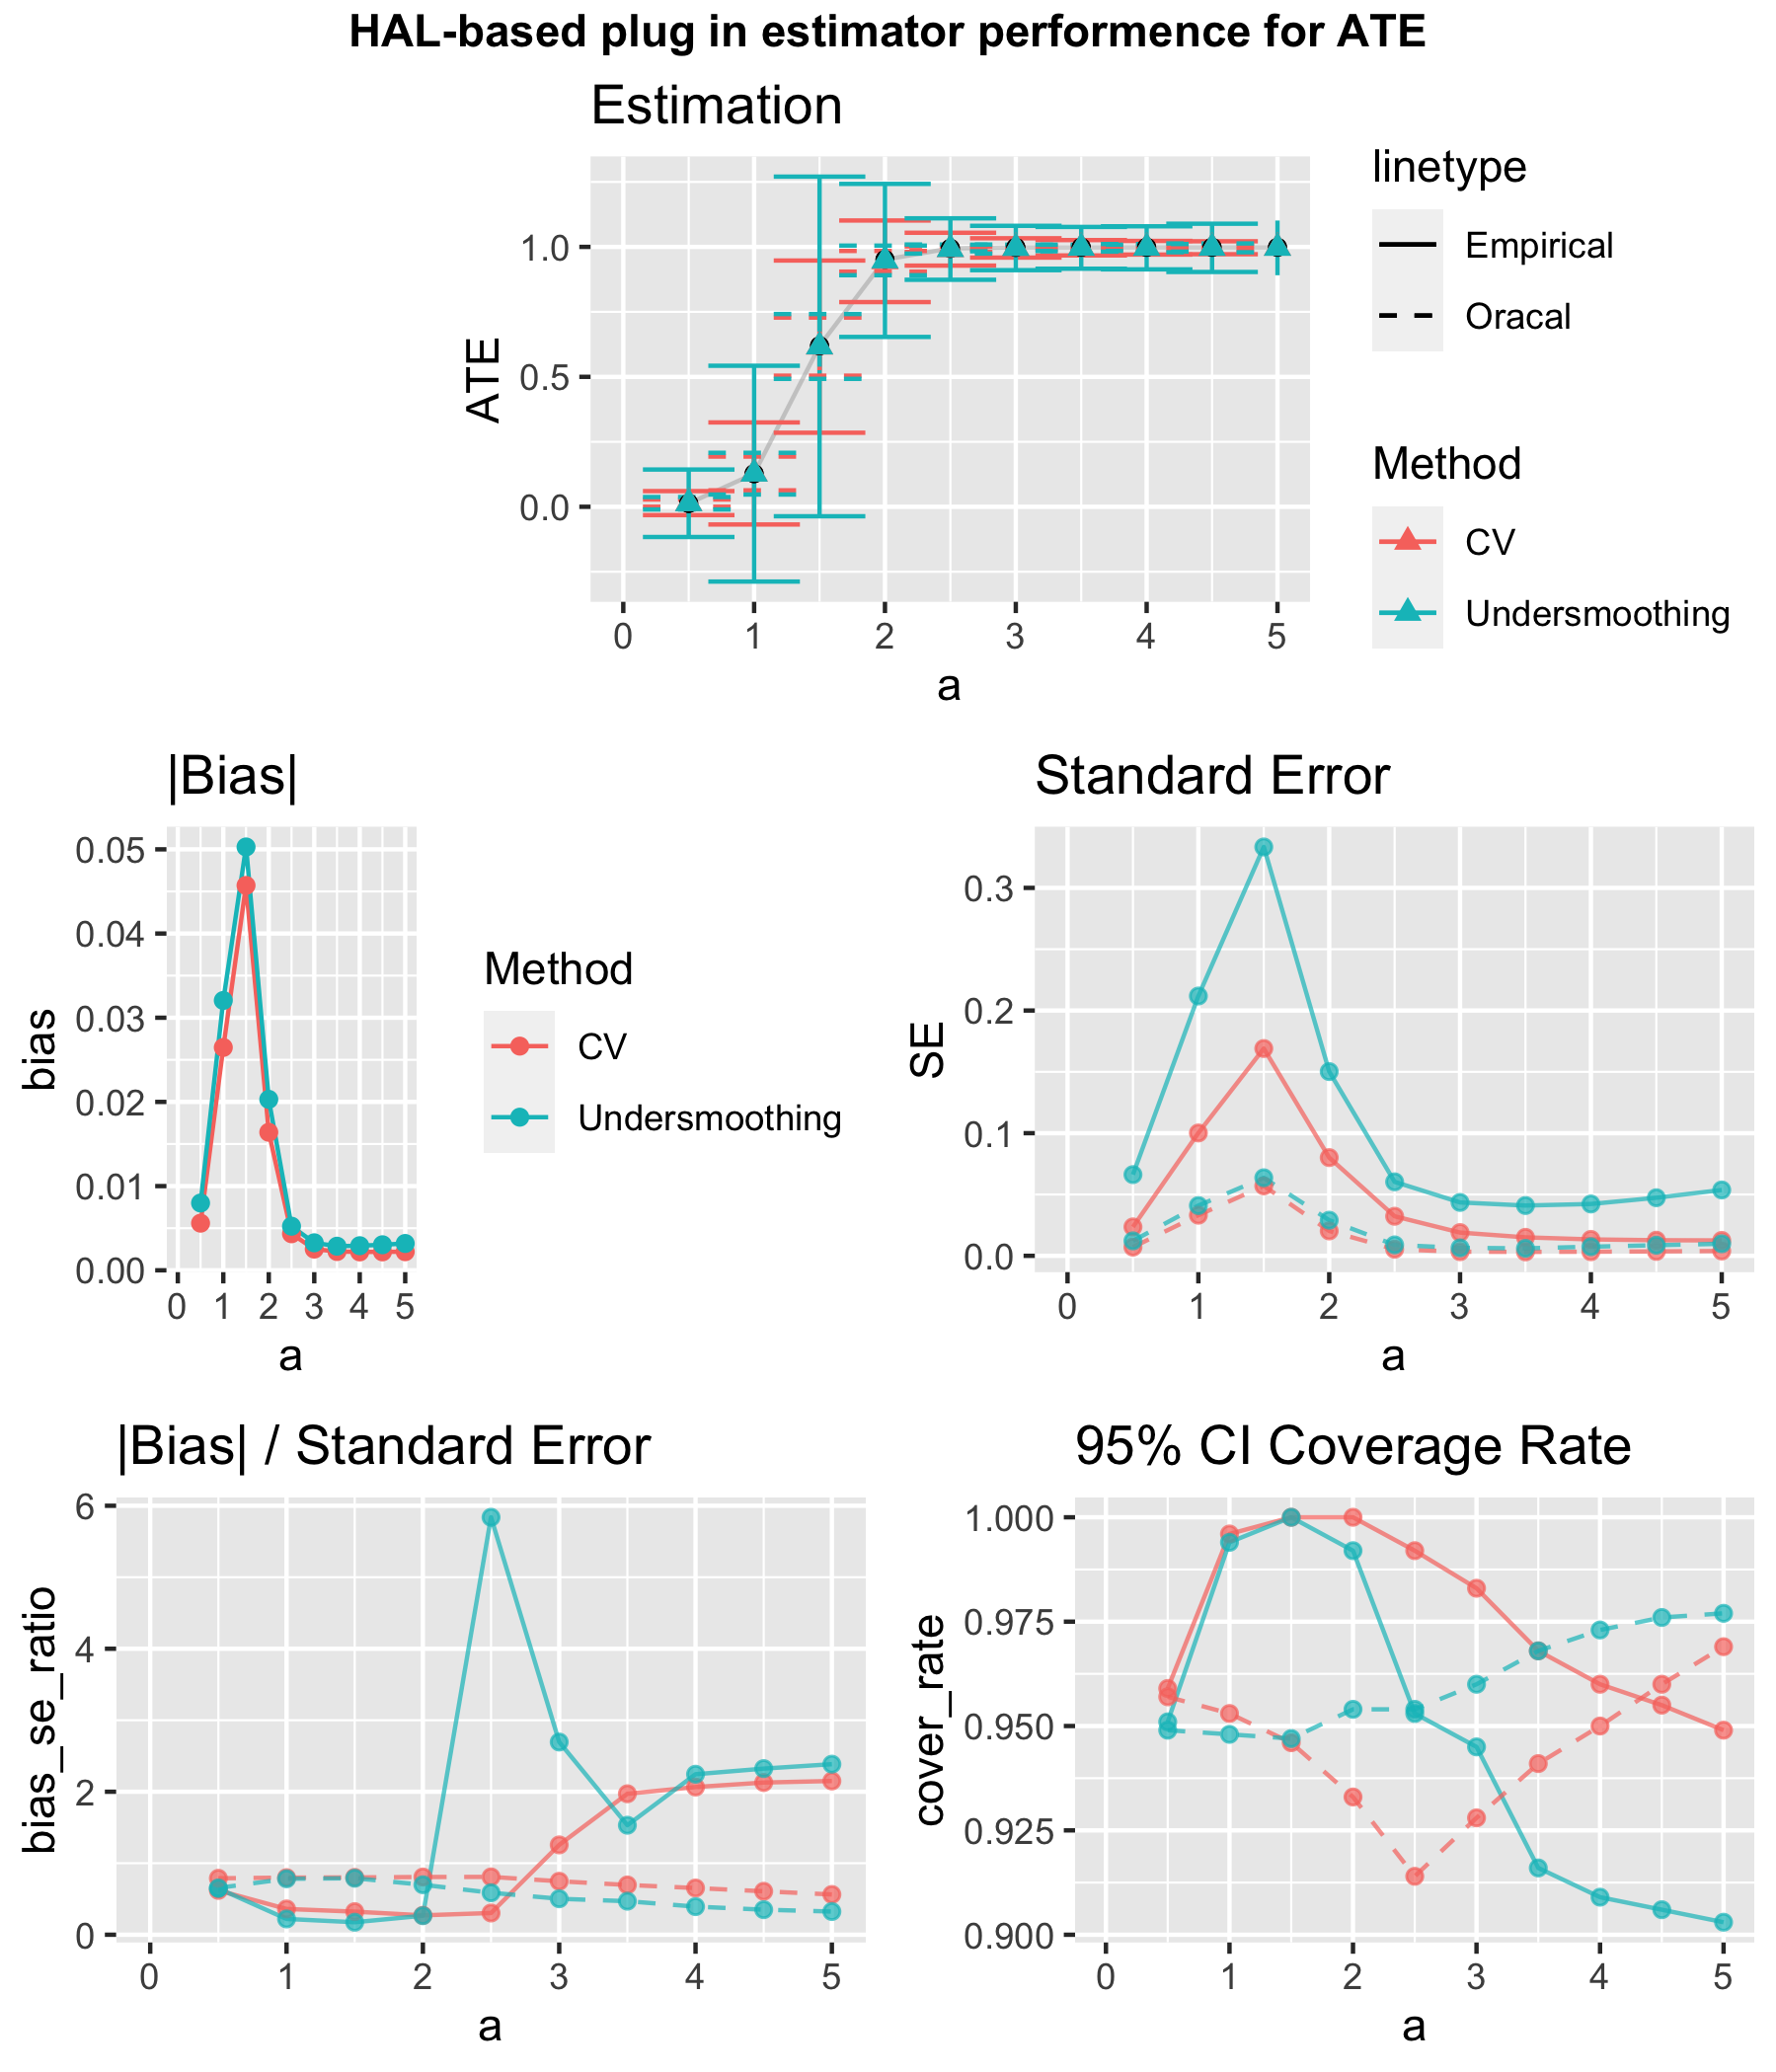 HAL-based plug in estimator performence for ATE
Estimation
ATE
1.0
0.5
0.0
0 1 2 3 4 5
a
linetype
Empirical
Oracal
Method
CV
Undersmoothing
|Bias|
bias
0.05
0.04
0.03
0.02
0.01
0.00
0 1 2 3 4 5
a
Method
CV
Undersmoothing
Standard Error
SE
0.3
0.2
0.1
0.0
0 1 2 3 4 5
a
|Bias| / Standard Error
bias_se_ratio
6
4
2
0
0 1 2 3 4 5
a
95% CI Coverage Rate
cover_rate
1.000
0.975
0.950
0.925
0.900
0 1 2 3 4 5
a